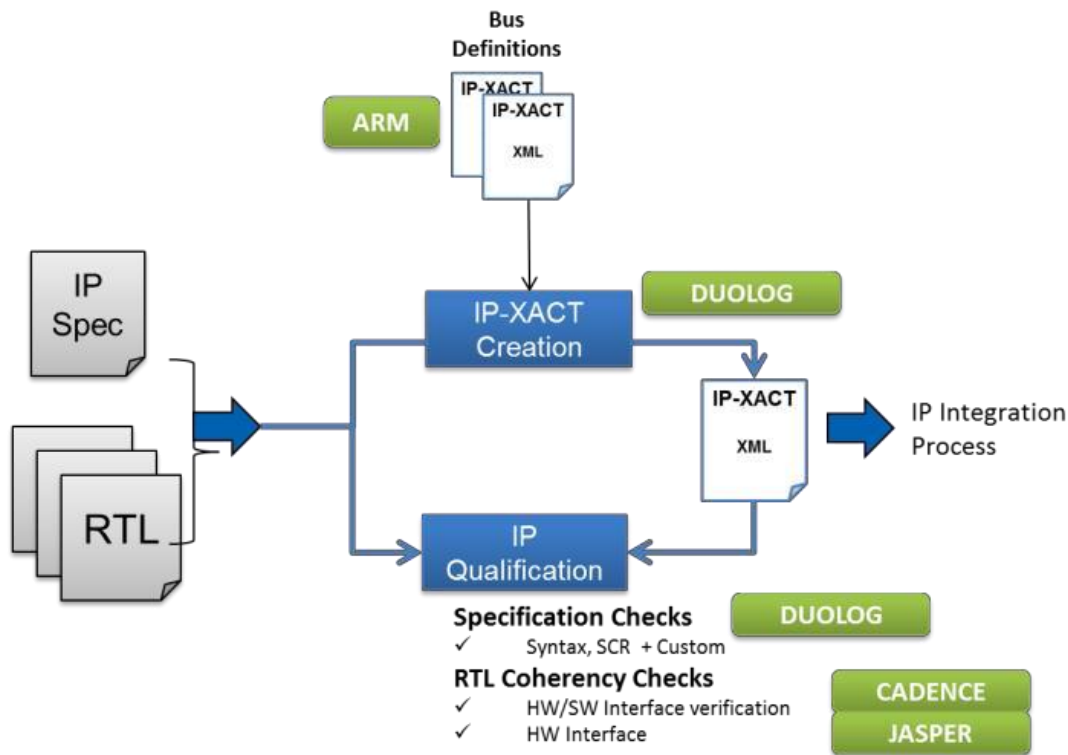 Bus
Definitions
IP-XACT
IP-XACT
XML
ARM
IP
Spec
DUOLOG
IP-XACT
Creation
IP-XACT
XML
IP Integration
Process
RTL
IP
Qualification
Specification Checks
DUOLOG
✓ Syntax, SCR + Custom
RTL Coherency Checks
✓ HW/SW Interface verification
✓ HW Interface
CADENCE
JASPER